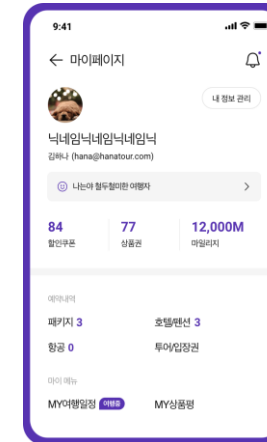 9:41
마이페이지
내 정보 관리
닉네임닉네임닉네임닉
김하나 (hana@hanatour.com)
나는야 철두철미한 여행자
84 77 12,000M
할인쿠폰 상품권 마일리지
예약내역
패키지 3 호텔/펜션 3
항공 0 투어/입장권
마이 메뉴
MY여행일정 여행중 MY상품평